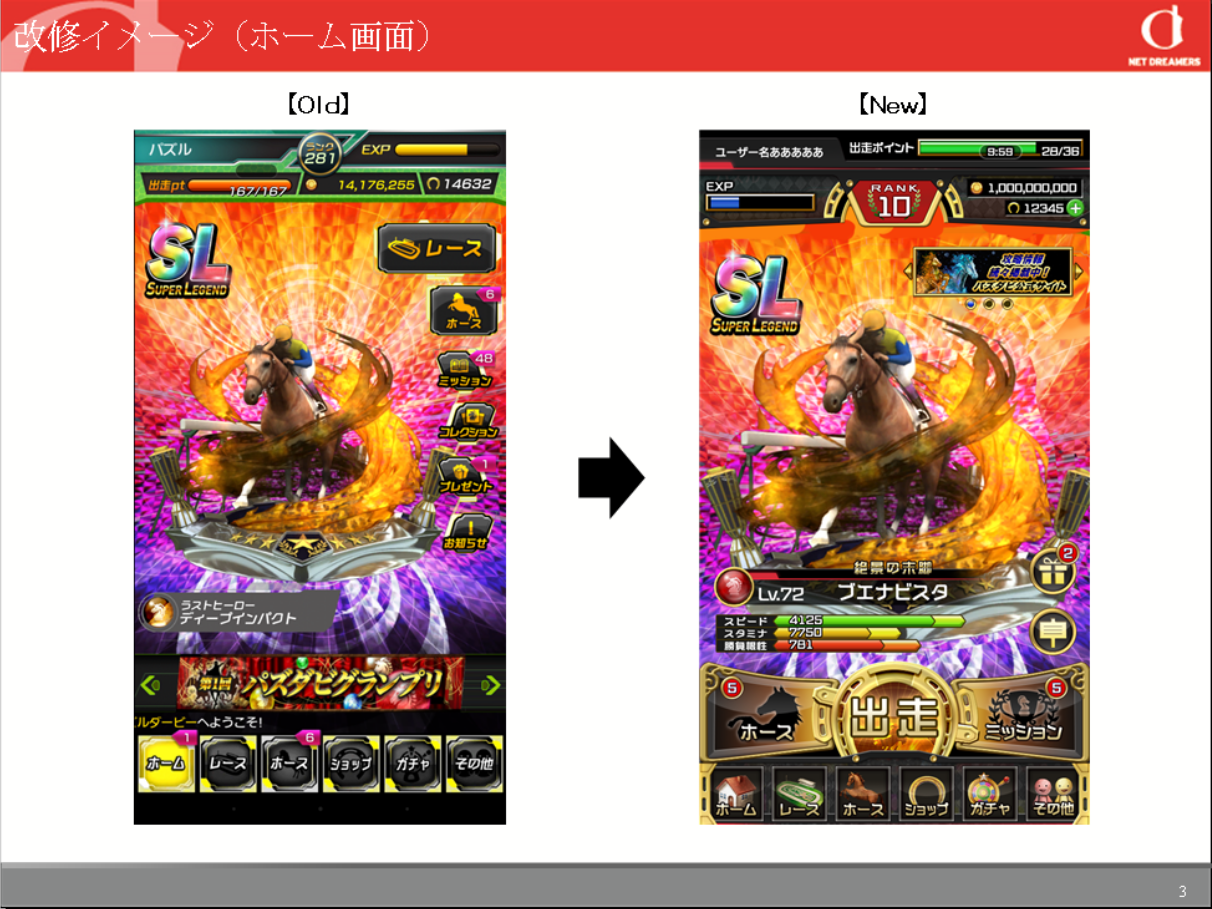 改修イメージ（ホーム画面）
NET DREAMERS
【Old】
パズル
ランク
281
EXP
出走pt
167/167
14,176,255
14632
SL
SUPER LEGEND
レース
6
ホース
48
ミッション
コレクション
1
プレゼント
お知らせ
ラストヒーロー
ディープインパクト
第1回 パズダビグランプリ
ルダービーへようこそ!
1
6
ホーム
レース
ホース
ショップ
ガチャ
その他
【New】
ユーザー名あああああ
出走ポイント
9:59
28/36
EXP
RANK
10
1,000,000,000
12345
SL
SUPER LEGEND
攻略情報
続々掲載中!
パズダビ公式サイト
2
絶景の末脚
Lv.72
ブエナビスタ
スピード 4125
スタミナ 7750
勝負根性 781
5
ホース
出走
5
ミッション
ホーム
レース
ホース
ショップ
ガチャ
その他
3